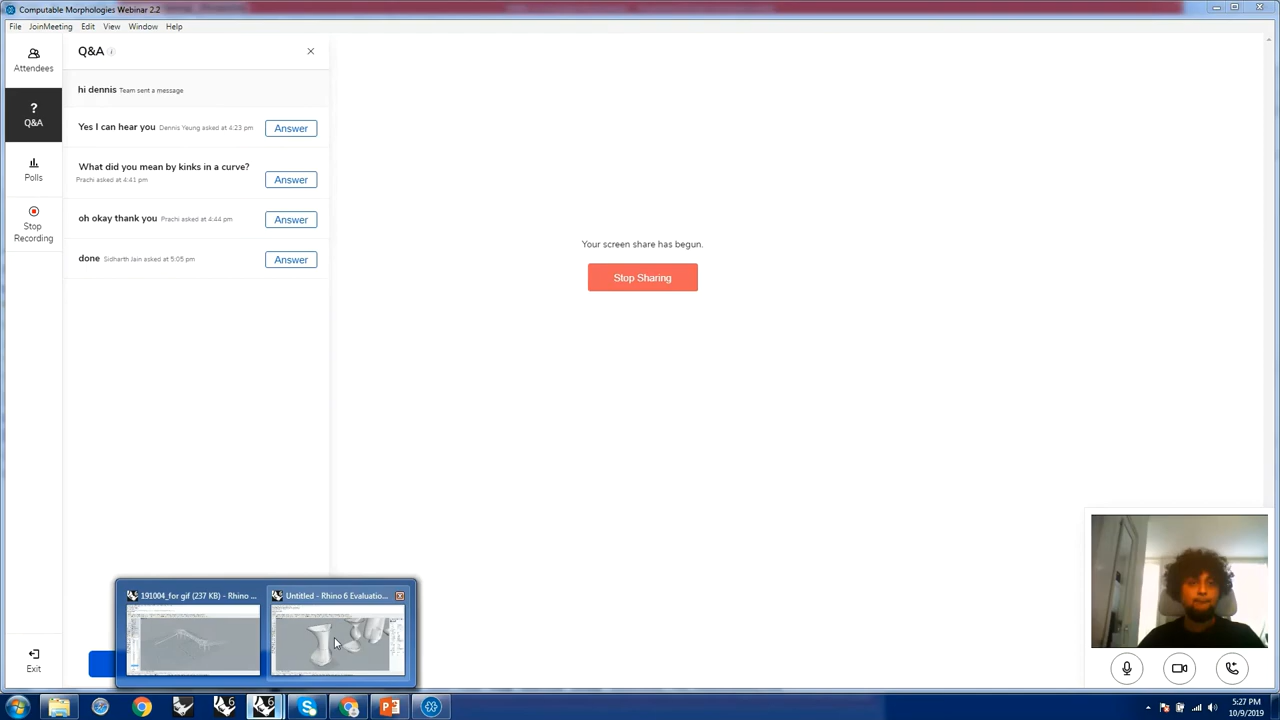 Computable Morphologies Webinar 2.2
File JoinMeeting Edit View Window Help
Attendees
Q&A
Polls
Stop
Recording
Exit
Q&A
hi dennis Team sent a message
Yes I can hear you Dennis Yeung asked at 4:23 pm Answer
What did you mean by kinks in a curve?
Prachi asked at 4:41 pm Answer
oh okay thank you Prachi asked at 4:44 pm Answer
done Sidharth Jain asked at 5:05 pm Answer
Your screen share has begun.
Stop Sharing
191004_for gif (237 KB) - Rhino ...
Untitled - Rhino 6 Evaluatio...
5:27 PM
10/9/2019